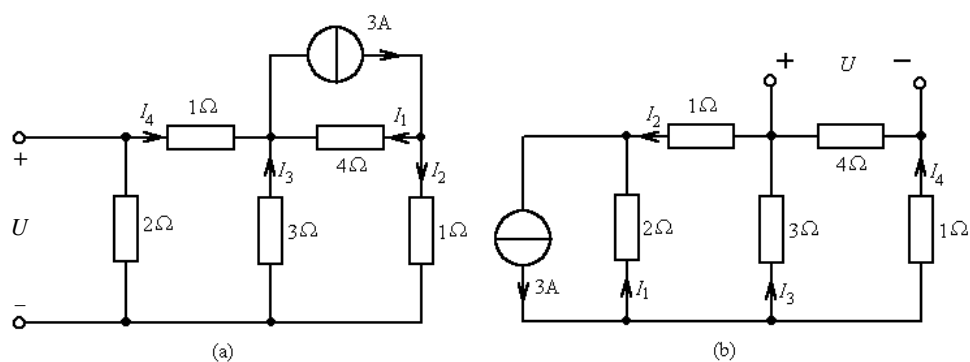 3A
I₄ 1Ω I₁
4Ω
+ I₃ I₂
U 2Ω 3Ω 1Ω
−
(a)
+ U −
I₂ 1Ω
4Ω I₄
2Ω 3Ω 1Ω
3A I₁ I₃
(b)